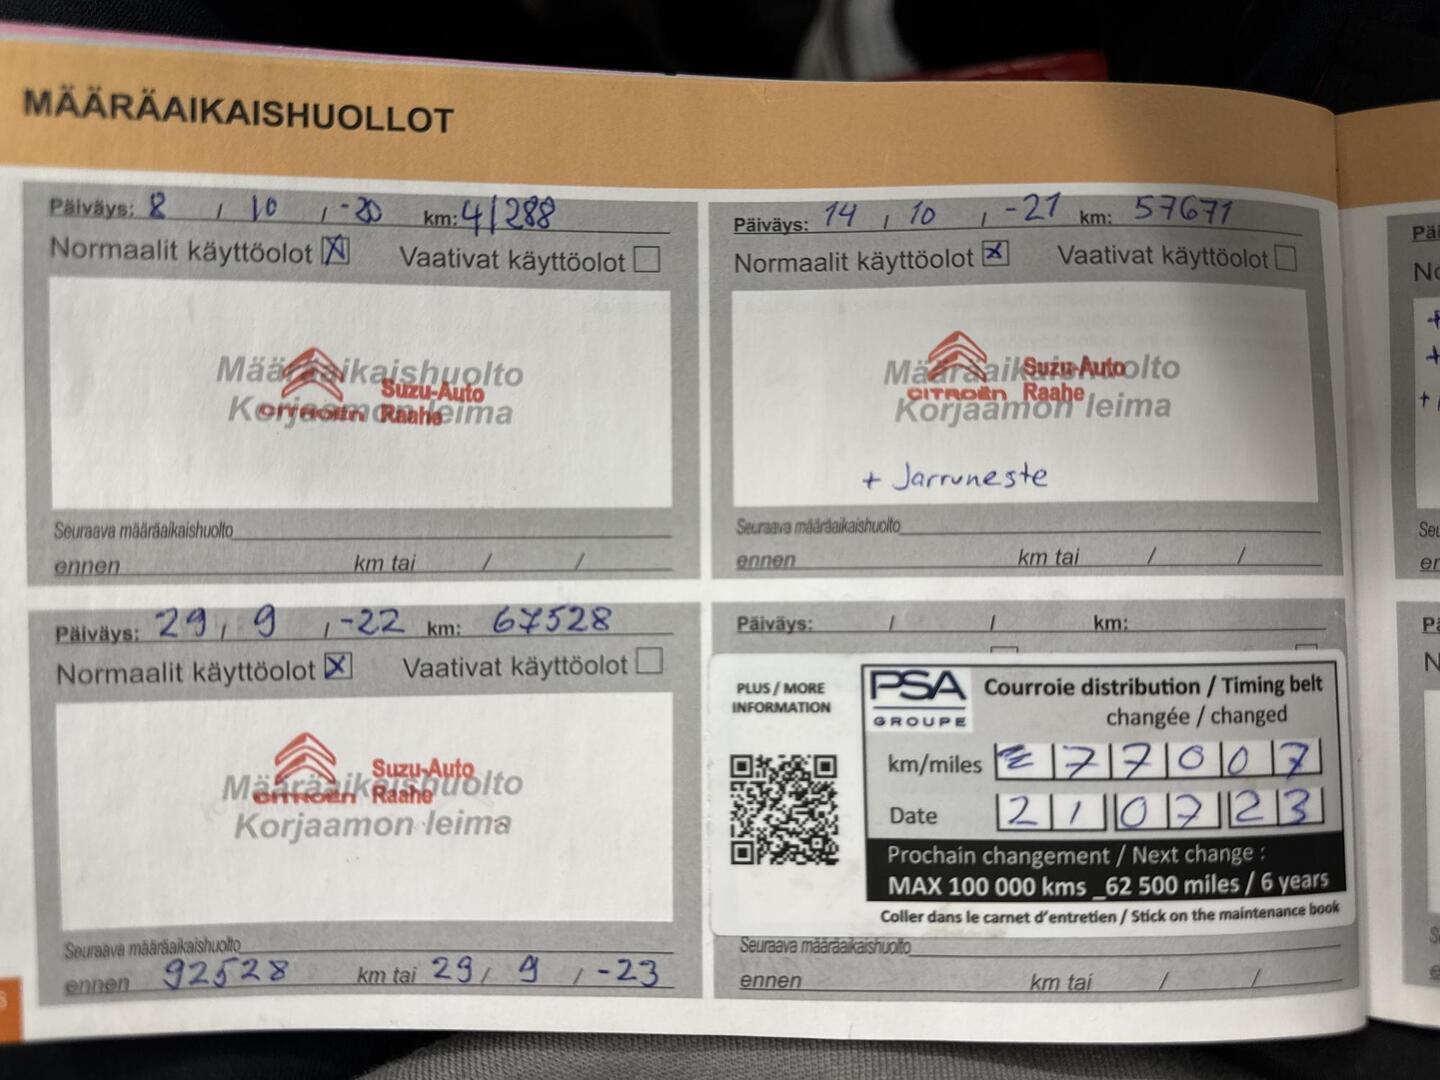 MÄÄRÄAIKAISHUOLLOT
Päiväys: 8 / 10 / -20 km: 41288
Normaalit käyttöolot X Vaativat käyttöolot
Määräaikaishuolto
Korjaamon leima
CITROËN
Suzu-Auto
Raahe
Seuraava määräaikaishuolto
ennen km tai / /
Päiväys: 14 / 10 / -21 km: 57671
Normaalit käyttöolot X Vaativat käyttöolot
Määräaikaishuolto
Korjaamon leima
CITROËN
Suzu-Auto
Raahe
+ Jarruneste
Seuraava määräaikaishuolto
ennen km tai / /
Päiväys: 29 / 9 / -22 km: 67528
Normaalit käyttöolot X Vaativat käyttöolot
Määräaikaishuolto
Korjaamon leima
CITROËN
Suzu-Auto
Raahe
Seuraava määräaikaishuolto
ennen 92528 km tai 29 / 9 / -23
Päiväys: / / km:
PLUS / MORE
INFORMATION
PSA
GROUPE
Courroie distribution / Timing belt
changée / changed
km/miles 77007
Date 210723
Prochain changement / Next change :
MAX 100 000 kms _62 500 miles / 6 years
Coller dans le carnet d'entretien / Stick on the maintenance book
Seuraava määräaikaishuolto
ennen km tai / /